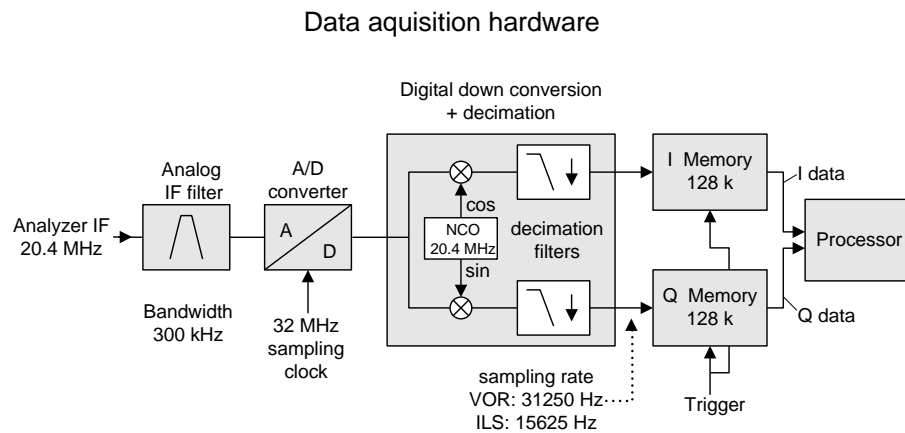 Data aquisition hardware
Digital down conversion
+ decimation
Analog
IF filter
A/D
converter
I Memory
128 k
I data
Analyzer IF
20.4 MHz
A
D
cos
NCO
20.4 MHz
sin
decimation
filters
Processor
Bandwidth
300 kHz
32 MHz
sampling
clock
Q Memory
128 k
Q data
sampling rate
VOR: 31250 Hz
ILS: 15625 Hz
Trigger